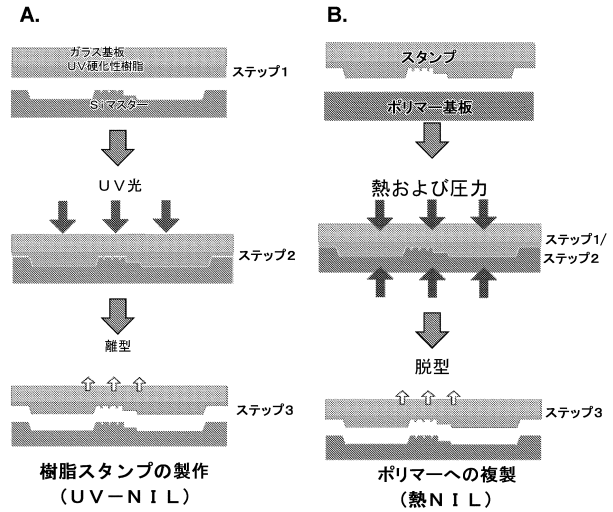 A.
ガラス基板
UV硬化性樹脂
ステップ1
Siマスター
UV光
ステップ2
離型
ステップ3
樹脂スタンプの製作
(UV-NIL)
B.
スタンプ
ポリマー基板
熱および圧力
ステップ1/
ステップ2
脱型
ステップ3
ポリマーへの複製
(熱NIL)